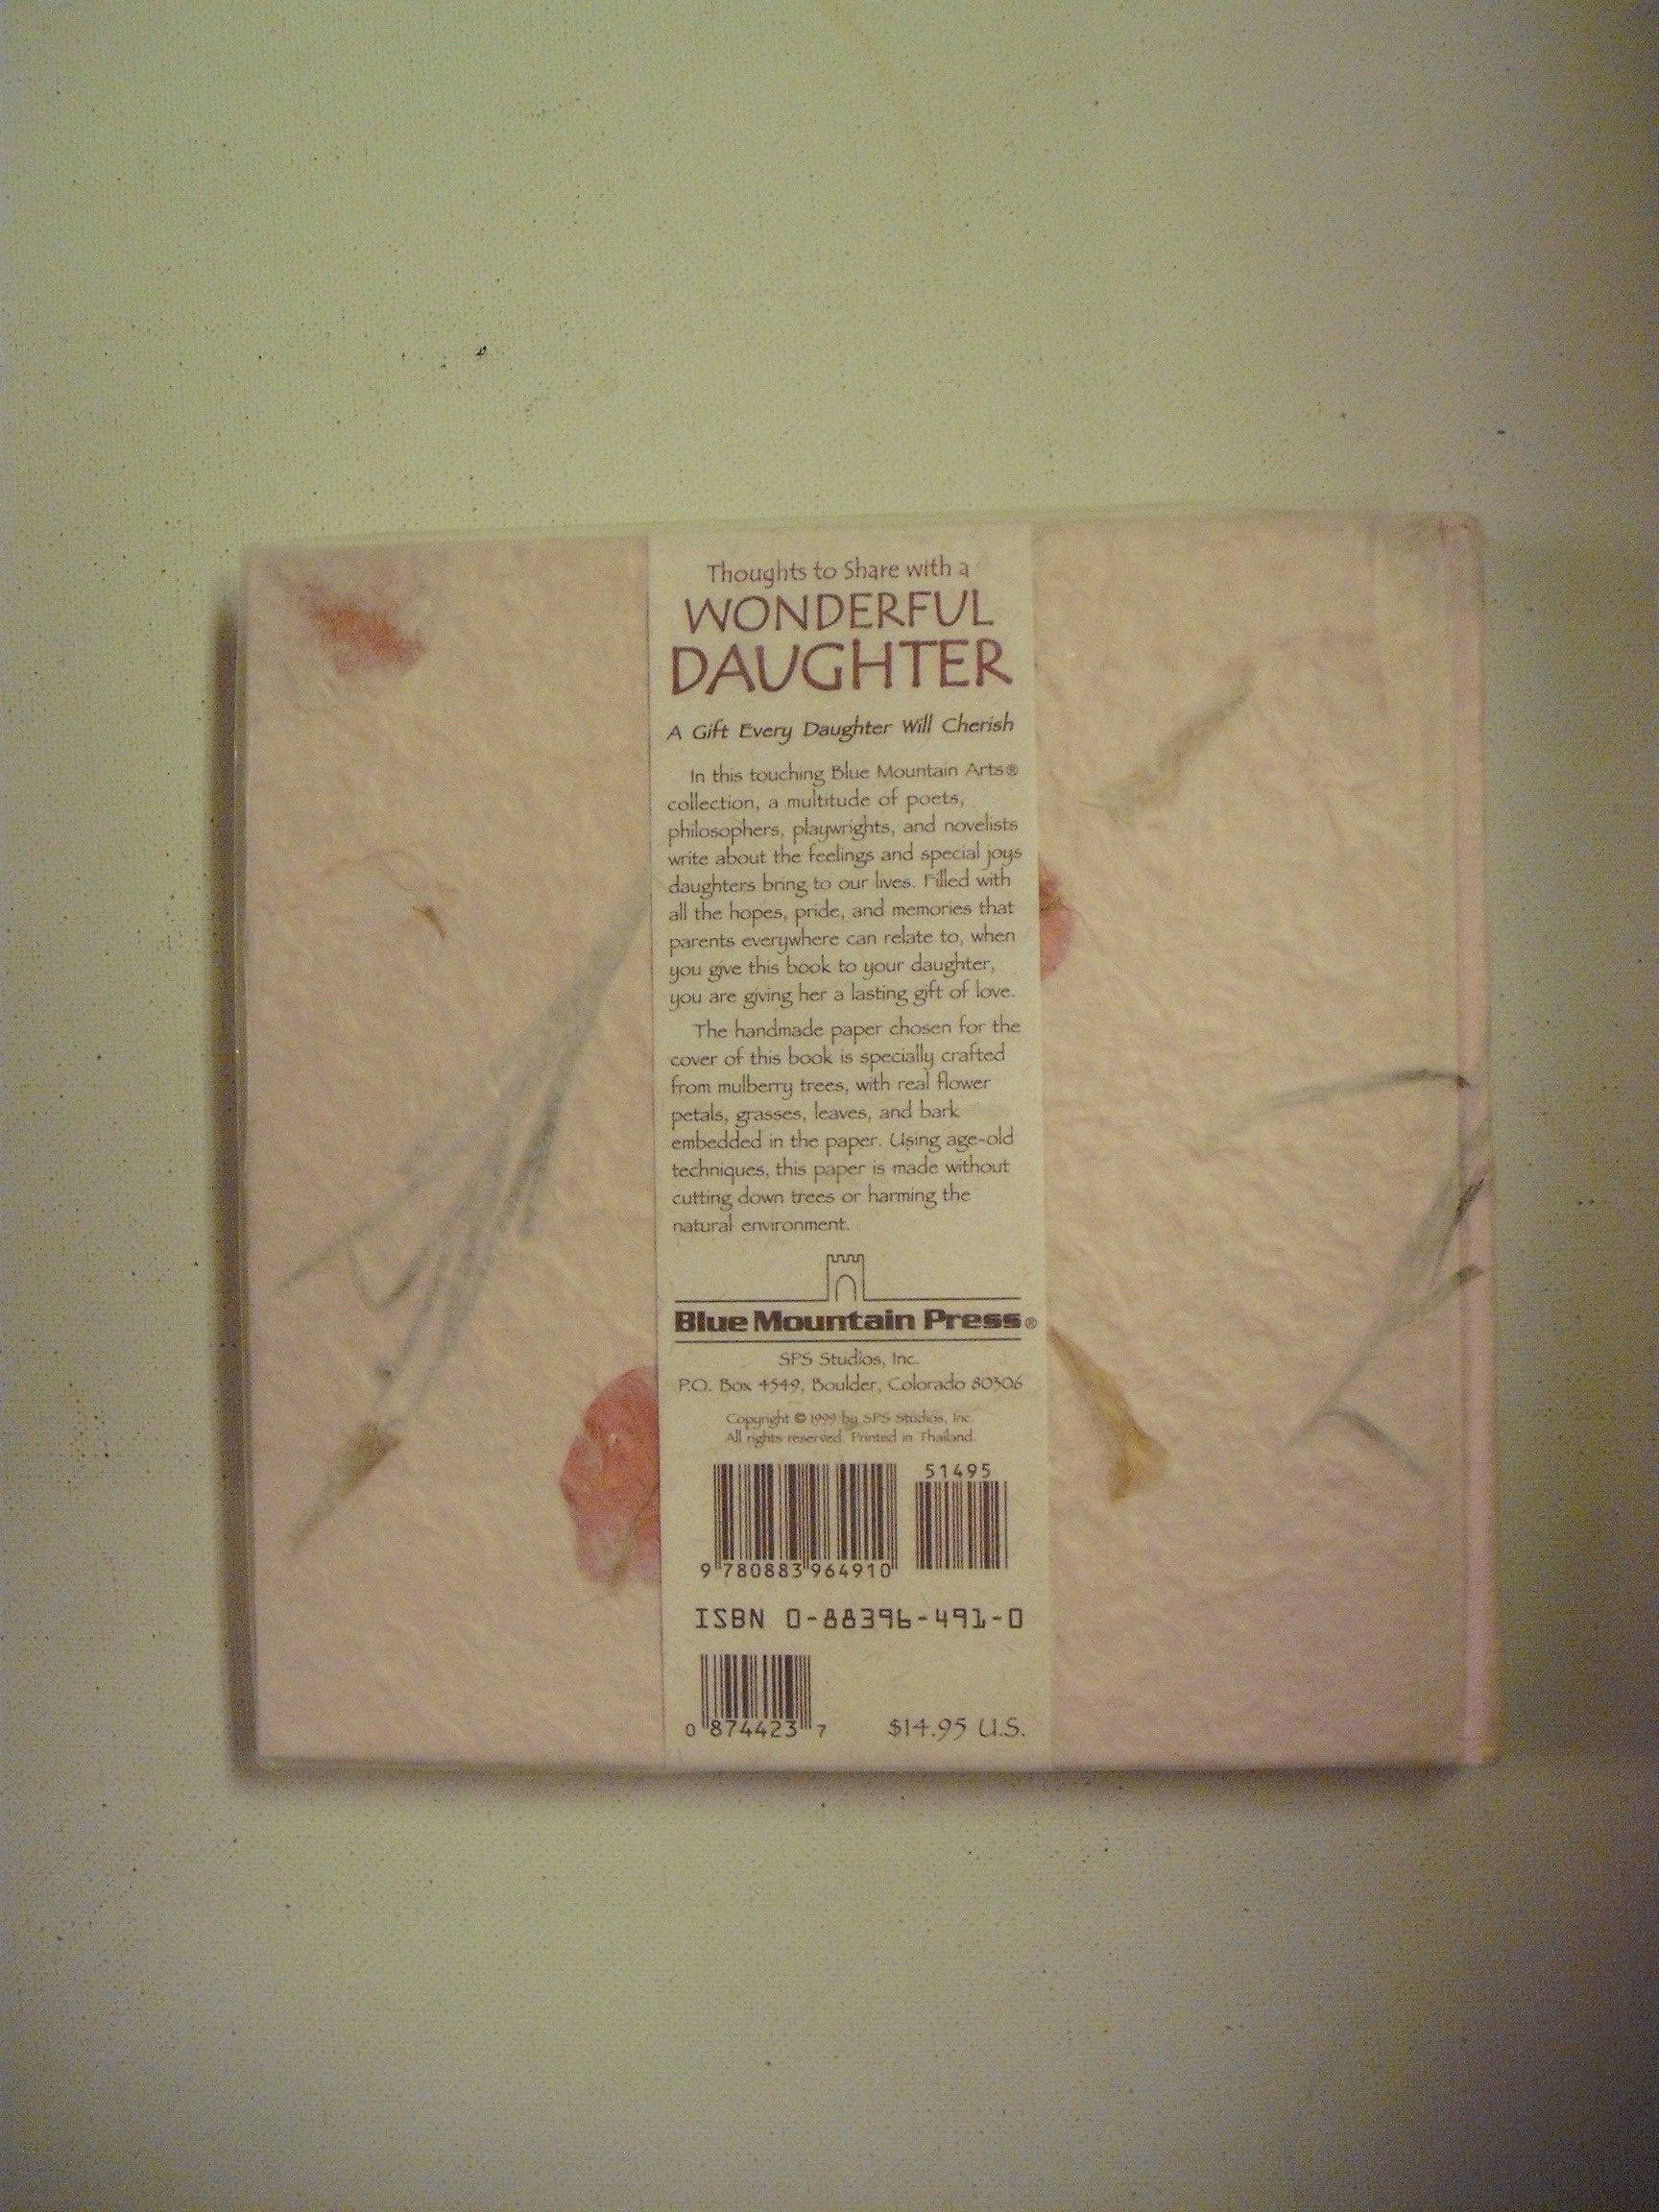 Thoughts to Share with a
WONDERFUL
DAUGHTER
A Gift Every Daughter Will Cherish
In this touching Blue Mountain Arts®
collection, a multitude of poets,
philosophers, playwrights, and novelists
write about the feelings and special joys
daughters bring to our lives. Filled with
all the hopes, pride, and memories that
parents everywhere can relate to, when
you give this book to your daughter,
you are giving her a lasting gift of love.
The handmade paper chosen for the
cover of this book is specially crafted
from mulberry trees, with real flower
petals, grasses, leaves, and bark
embedded in the paper. Using age-old
techniques, this paper is made without
cutting down trees or harming the
natural environment.
Blue Mountain Press®
SPS Studios, Inc.
P.O. Box 4549, Boulder, Colorado 80306
Copyright © 1999 by SPS Studios, Inc.
All rights reserved. Printed in Thailand.
51495
9 780883 964910
ISBN 0-88396-491-0
0 874423 7
$14.95 U.S.